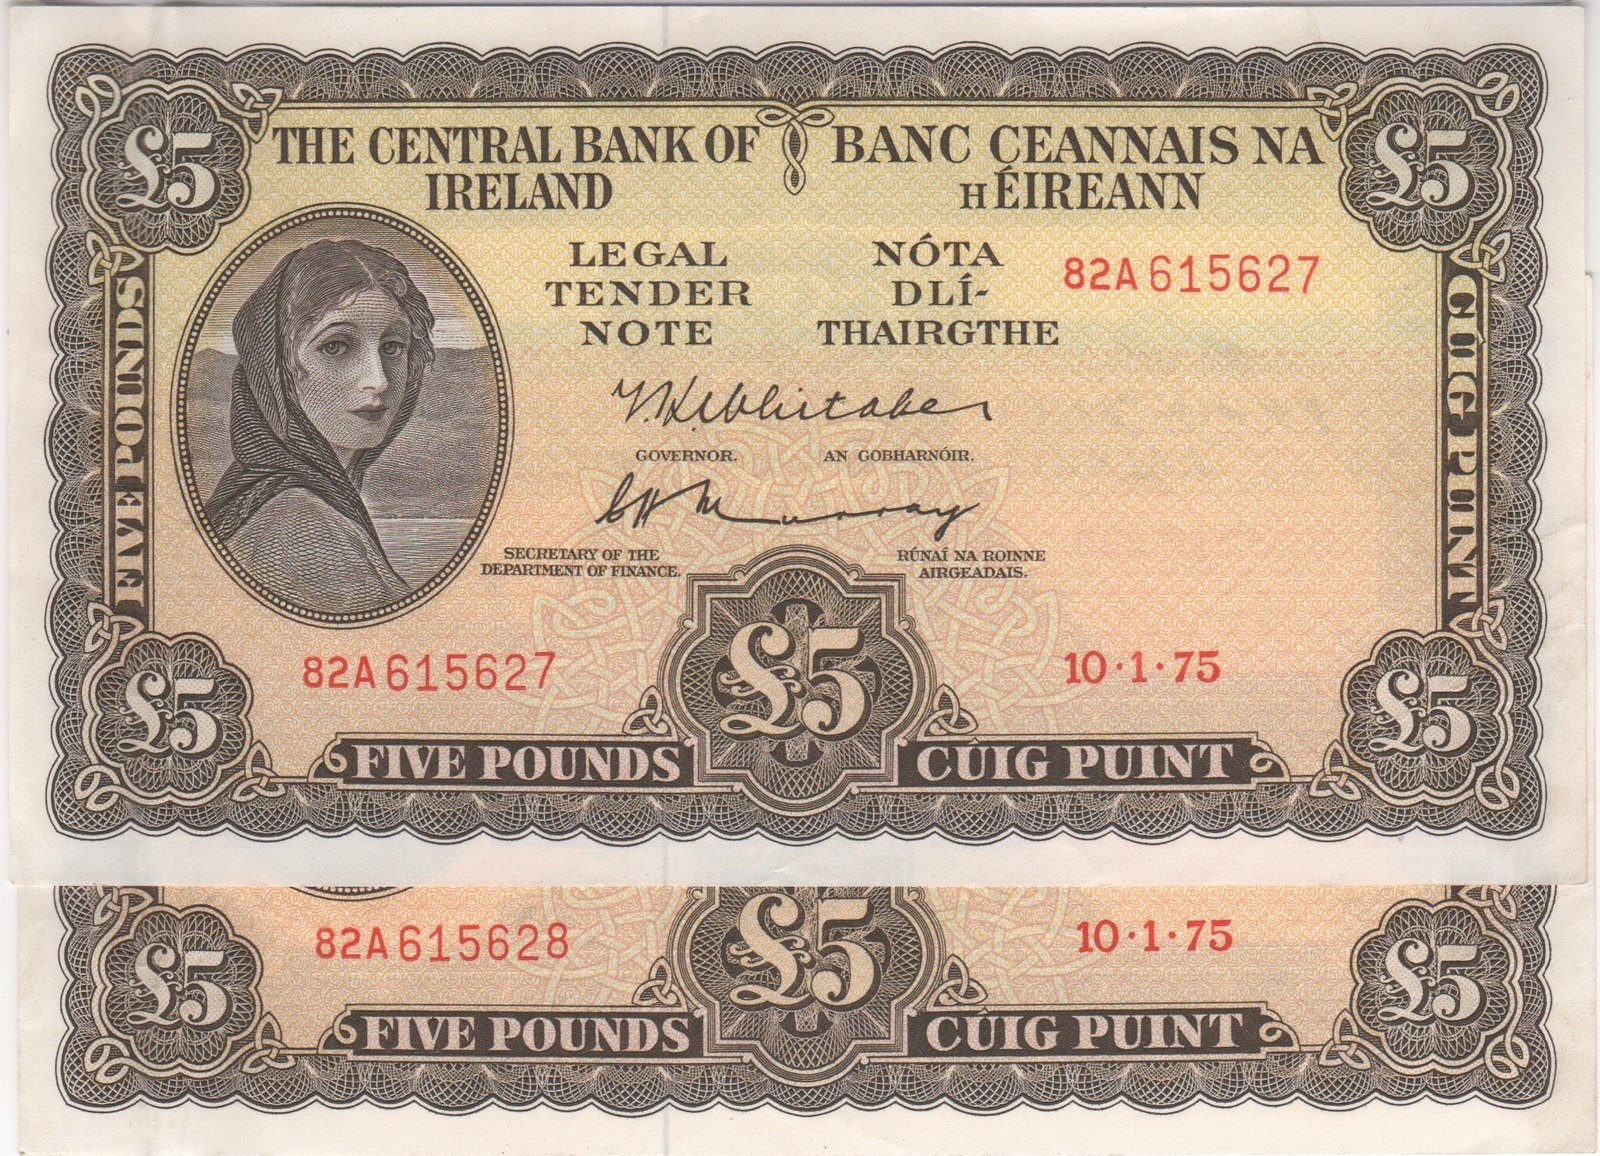 £5
£5
THE CENTRAL BANK OF IRELAND
BANC CEANNAIS NA hÉIREANN
LEGAL
TENDER
NOTE
NÓTA
DLÍ-
THAIRGTHE
82A 615627
FIVE POUNDS
CÚIG PUINT
T.K. Whitaker
GOVERNOR.
AN GOBHARNÓIR.
C H Murray
SECRETARY OF THE
DEPARTMENT OF FINANCE.
RÚNAÍ NA ROINNE
AIRGEADAIS.
82A 615627
10·1·75
£5
£5
£5
FIVE POUNDS
CÚIG PUINT
82A 615628
10·1·75
£5
£5
£5
FIVE POUNDS
CÚIG PUINT